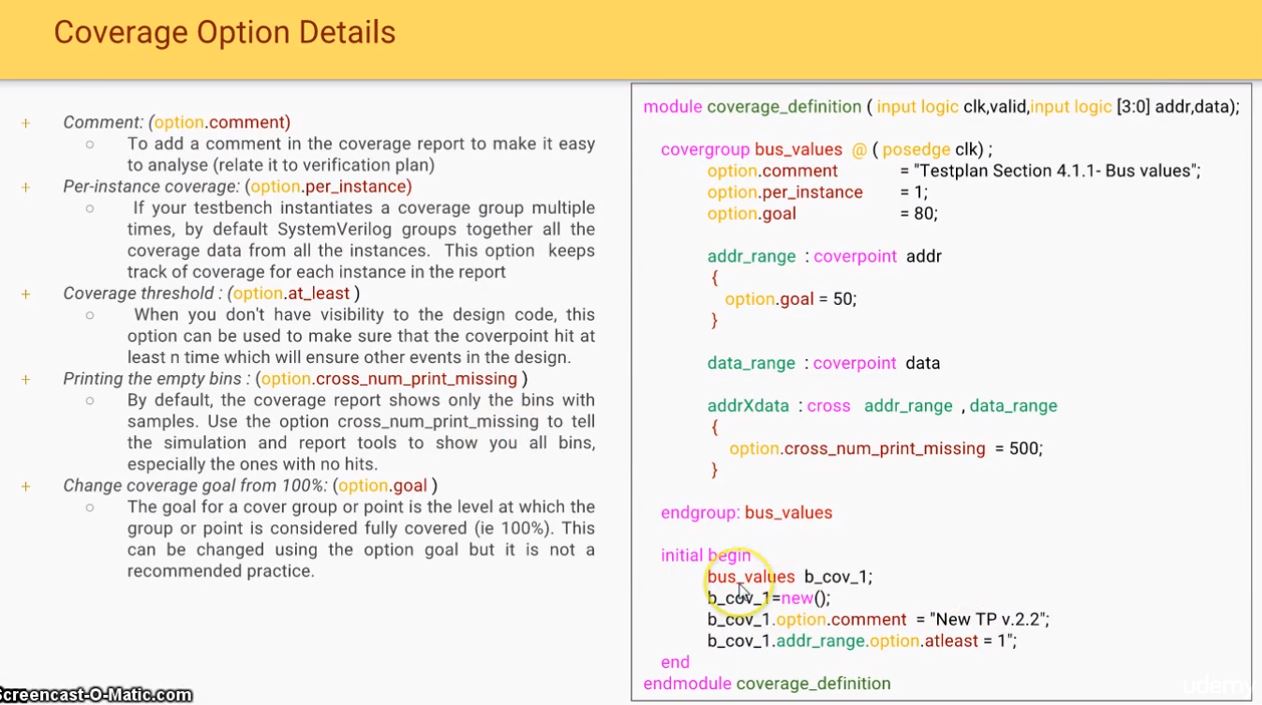 Coverage Option Details
+ Comment: (option.comment)
○ To add a comment in the coverage report to make it easy
to analyse (relate it to verification plan)
+ Per-instance coverage: (option.per_instance)
○ If your testbench instantiates a coverage group multiple
times, by default SystemVerilog groups together all the
coverage data from all the instances. This option keeps
track of coverage for each instance in the report
+ Coverage threshold : (option.at_least )
○ When you don't have visibility to the design code, this
option can be used to make sure that the coverpoint hit at
least n time which will ensure other events in the design.
+ Printing the empty bins : (option.cross_num_print_missing )
○ By default, the coverage report shows only the bins with
samples. Use the option cross_num_print_missing to tell
the simulation and report tools to show you all bins,
especially the ones with no hits.
+ Change coverage goal from 100%: (option.goal )
○ The goal for a cover group or point is the level at which the
group or point is considered fully covered (ie 100%). This
can be changed using the option goal but it is not a
recommended practice.
module coverage_definition ( input logic clk,valid,input logic [3:0] addr,data);
covergroup bus_values @ ( posedge clk) ;
option.comment = "Testplan Section 4.1.1- Bus values";
option.per_instance = 1;
option.goal = 80;
addr_range : coverpoint addr
{
option.goal = 50;
}
data_range : coverpoint data
addrXdata : cross addr_range , data_range
{
option.cross_num_print_missing = 500;
}
endgroup: bus_values
initial begin
bus_values b_cov_1;
b_cov_1=new();
b_cov_1.option.comment = "New TP v.2.2";
b_cov_1.addr_range.option.atleast = 1";
end
endmodule coverage_definition
Screencast-O-Matic.com
udemy